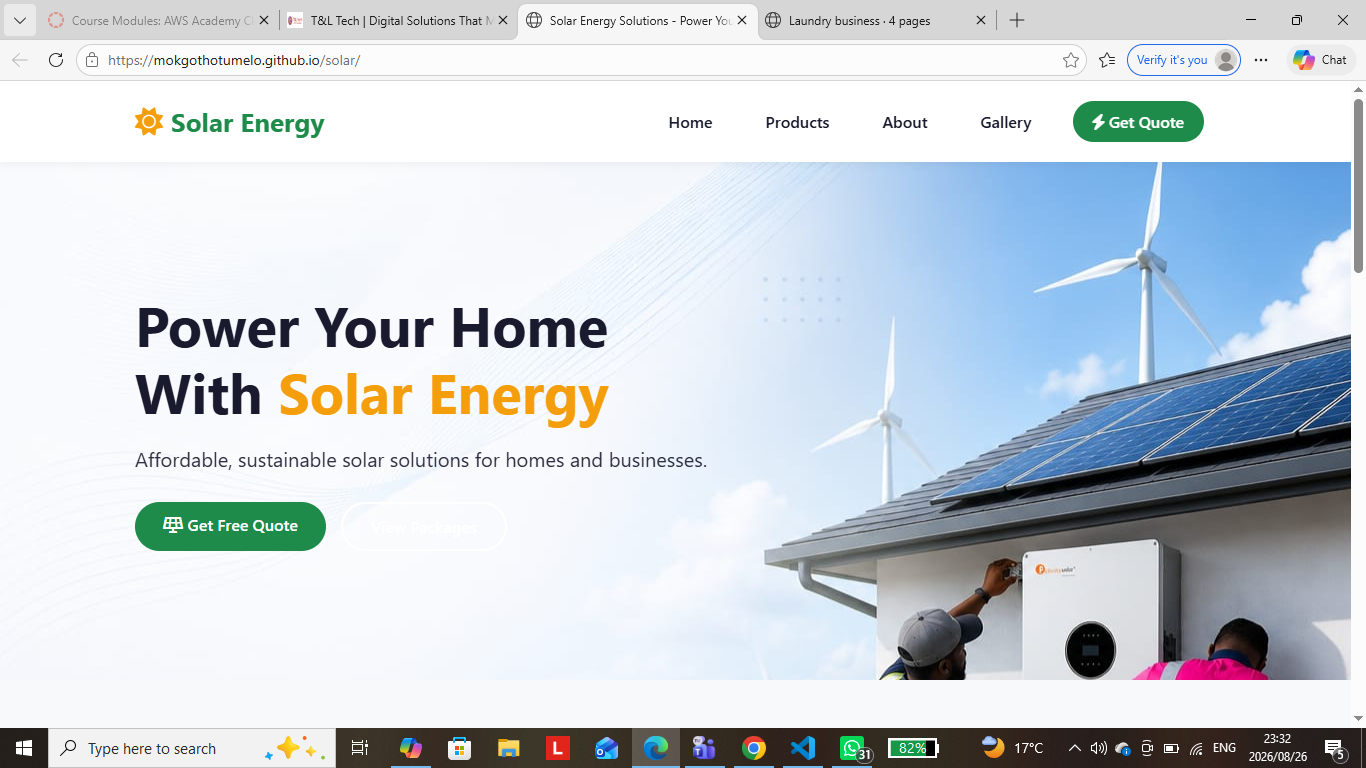 Course Modules: AWS Academy Cl
T&L Tech | Digital Solutions That M
Solar Energy Solutions - Power You
Laundry business · 4 pages
https://mokgothotumelo.github.io/solar/
Verify it's you
Chat
Solar Energy
Home
Products
About
Gallery
Get Quote
Power Your Home
With Solar Energy
Affordable, sustainable solar solutions for homes and businesses.
Get Free Quote
View Packages
Type here to search
L
31
82%
17°C
ENG
23:32
2026/08/26
5